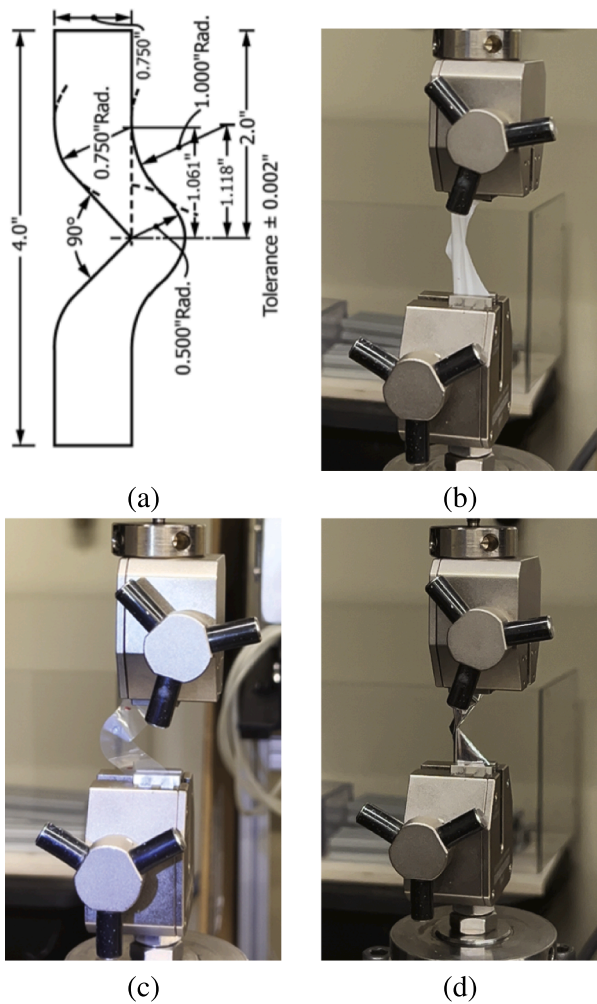 0.750"
0.750"Rad.
1.000"Rad.
2.0"
4.0"
90°
1.061"
1.118"
0.500"Rad.
Tolerance ± 0.002"
(a)
(b)
(c)
(d)